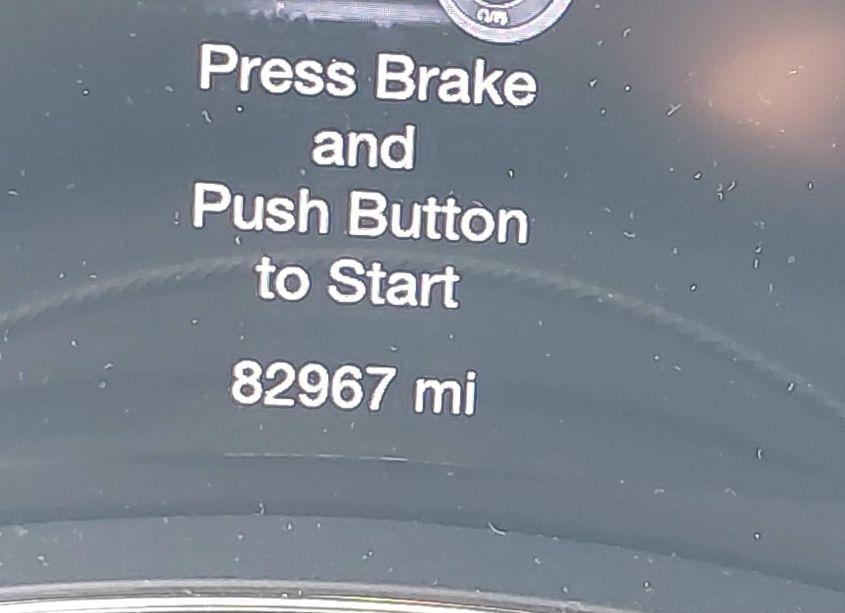 Press Brake
and
Push Button
to Start
82967 mi